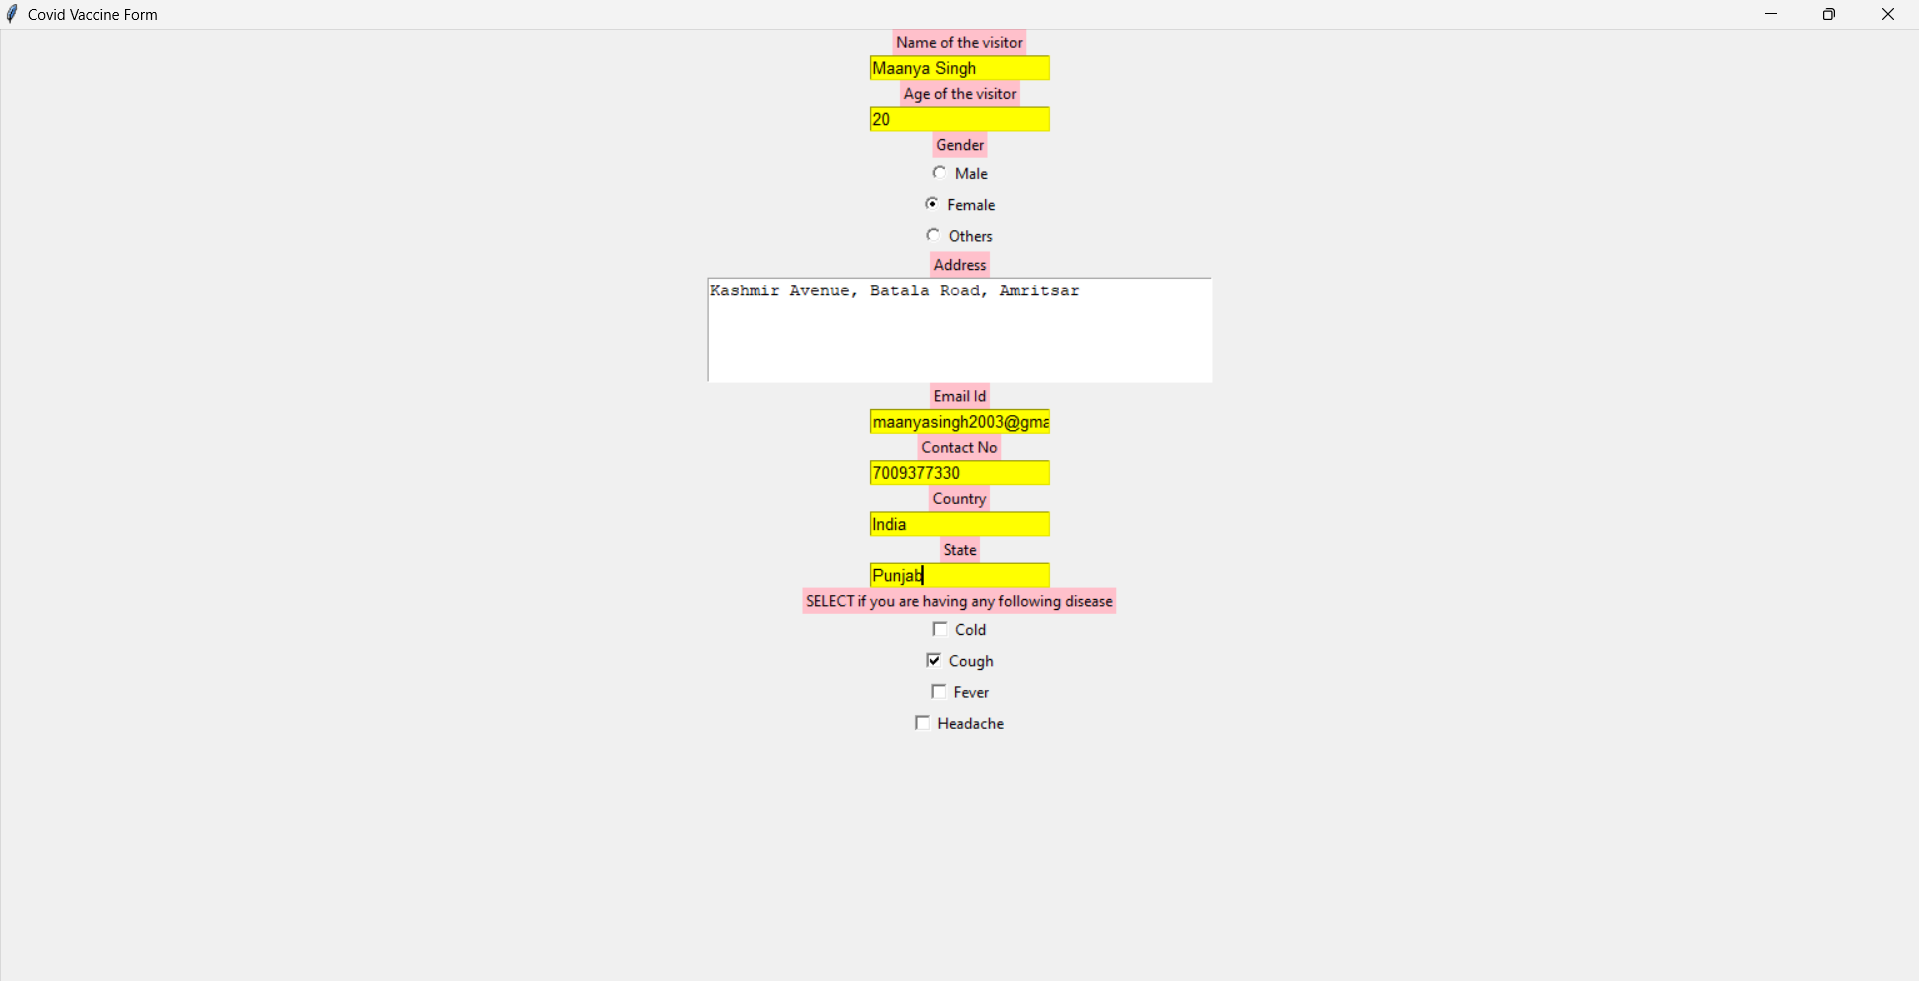 Covid Vaccine Form
Name of the visitor
Maanya Singh
Age of the visitor
20
Gender
Male
Female
Others
Address
Kashmir Avenue, Batala Road, Amritsar
Email Id
maanyasingh2003@gma
Contact No
7009377330
Country
India
State
Punjab
SELECT if you are having any following disease
Cold
Cough
Fever
Headache